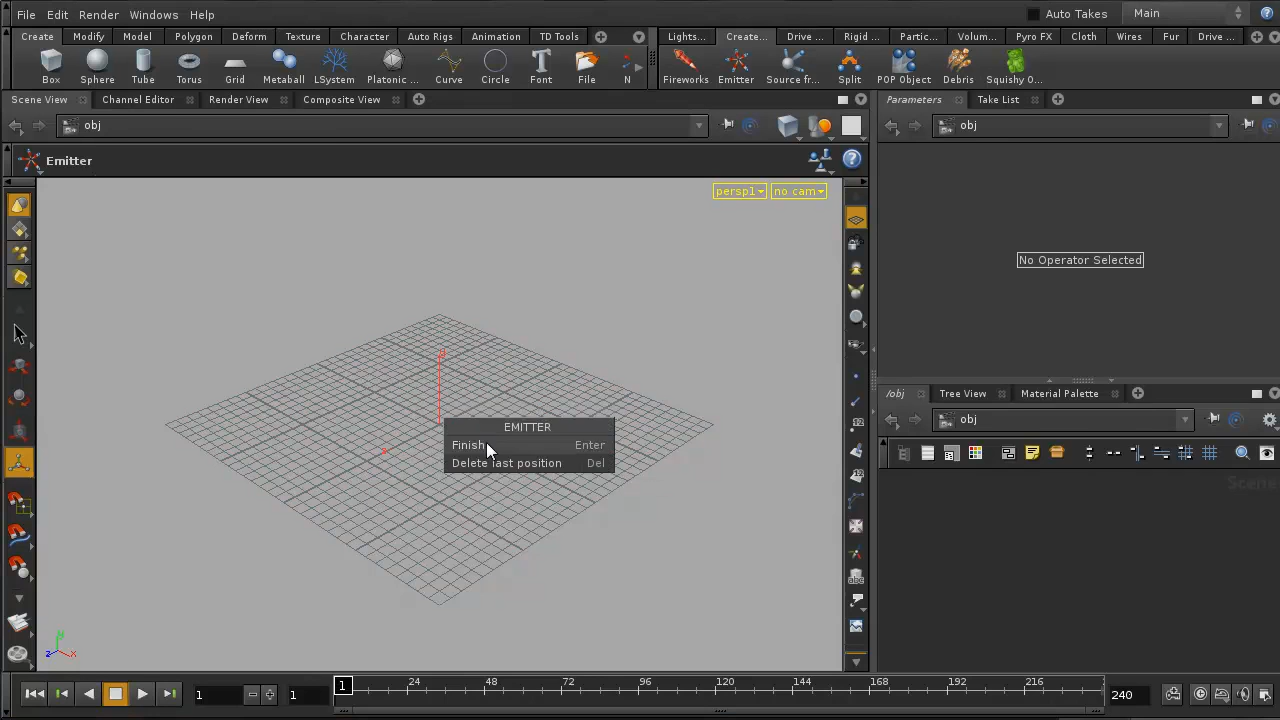 File Edit Render Windows Help Auto Takes Main
Create Modify Model Polygon Deform Texture Character Auto Rigs Animation TD Tools Lights... Create... Drive ... Rigid ... Partic... Volum... Pyro FX Cloth Wires Fur Drive ...
Box Sphere Tube Torus Grid Metaball LSystem Platonic ... Curve Circle Font File N Fireworks Emitter Source fr... Split POP Object Debris Squishy O...
Scene View Channel Editor Render View Composite View Parameters Take List
obj obj
Emitter
persp1 no cam
No Operator Selected
/obj Tree View Material Palette
obj
EMITTER
Finish Enter
Delete last position Del
Scene
y
z x
1 1 1 24 48 72 96 120 144 168 192 216 240